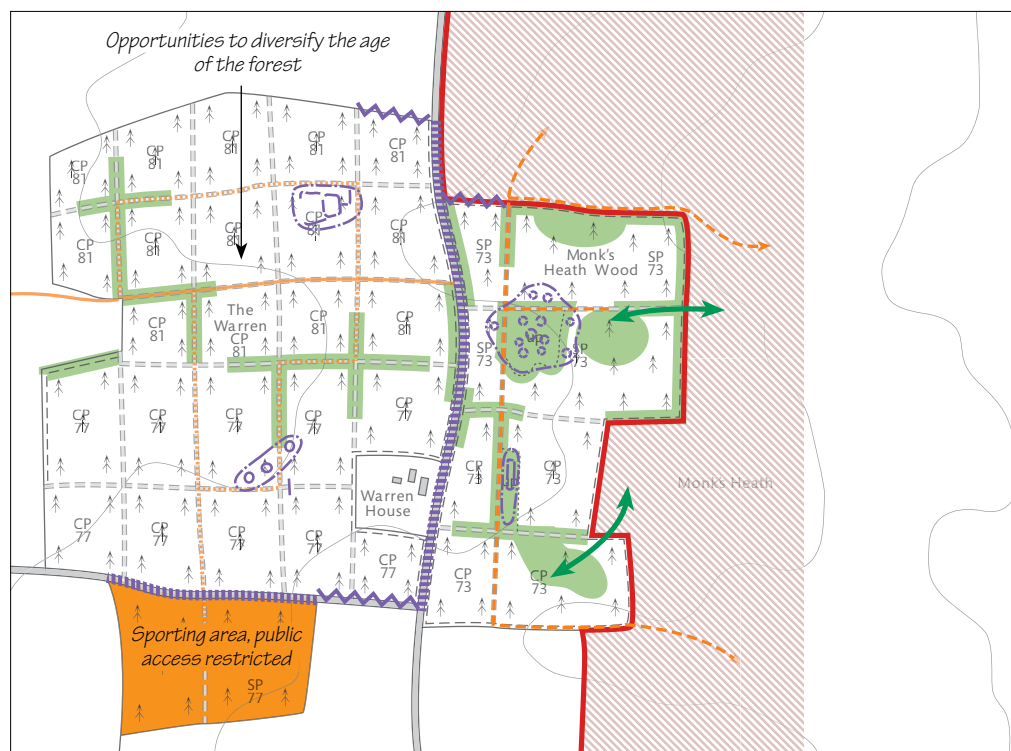 Opportunities to diversify the age
of the forest
CP
81
CP
81
CP
81
CP
81
CP
81
CP
81
CP
81
CP
81
CP
81
CP
81
SP
73
Monk's
Heath Wood
SP
73
The
Warren
CP
81
CP
81
CP
81
CP
81
SP
73
SP
73
CP
77
CP
77
CP
77
CP
77
CP
77
CP
73
CP
73
Monk's Heath
Warren
House
CP
77
CP
77
CP
77
CP
77
CP
77
CP
73
CP
73
Sporting area, public
access restricted
SP
77